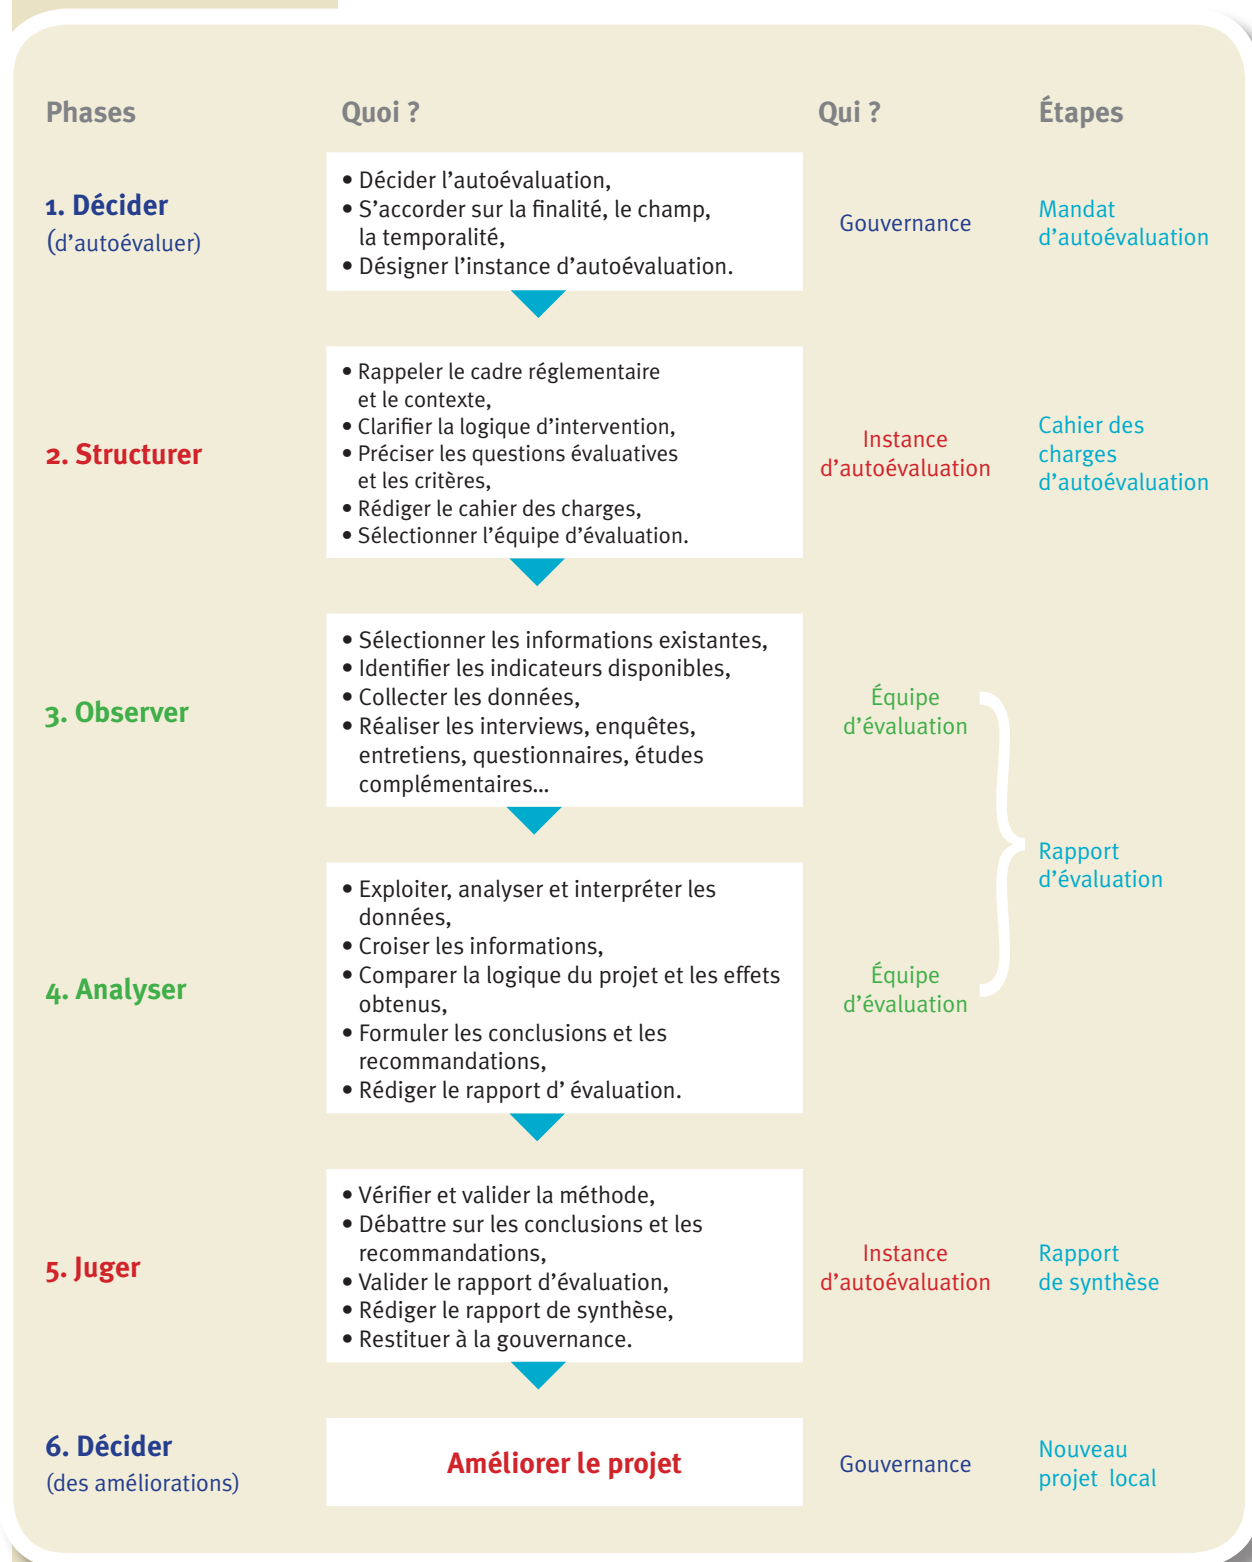 Phases
Quoi ?
Qui ?
Étapes
1. Décider
(d’autoévaluer)
• Décider l’autoévaluation,
• S’accorder sur la finalité, le champ,
la temporalité,
• Désigner l’instance d’autoévaluation.
Gouvernance
Mandat
d’autoévaluation
2. Structurer
• Rappeler le cadre réglementaire
et le contexte,
• Clarifier la logique d’intervention,
• Préciser les questions évaluatives
et les critères,
• Rédiger le cahier des charges,
• Sélectionner l’équipe d’évaluation.
Instance
d’autoévaluation
Cahier des
charges
d’autoévaluation
3. Observer
• Sélectionner les informations existantes,
• Identifier les indicateurs disponibles,
• Collecter les données,
• Réaliser les interviews, enquêtes,
entretiens, questionnaires, études
complémentaires...
Équipe
d’évaluation
4. Analyser
• Exploiter, analyser et interpréter les
données,
• Croiser les informations,
• Comparer la logique du projet et les effets
obtenus,
• Formuler les conclusions et les
recommandations,
• Rédiger le rapport d’ évaluation.
Équipe
d’évaluation
Rapport
d’évaluation
5. Juger
• Vérifier et valider la méthode,
• Débattre sur les conclusions et les
recommandations,
• Valider le rapport d’évaluation,
• Rédiger le rapport de synthèse,
• Restituer à la gouvernance.
Instance
d’autoévaluation
Rapport
de synthèse
6. Décider
(des améliorations)
Améliorer le projet
Gouvernance
Nouveau
projet local